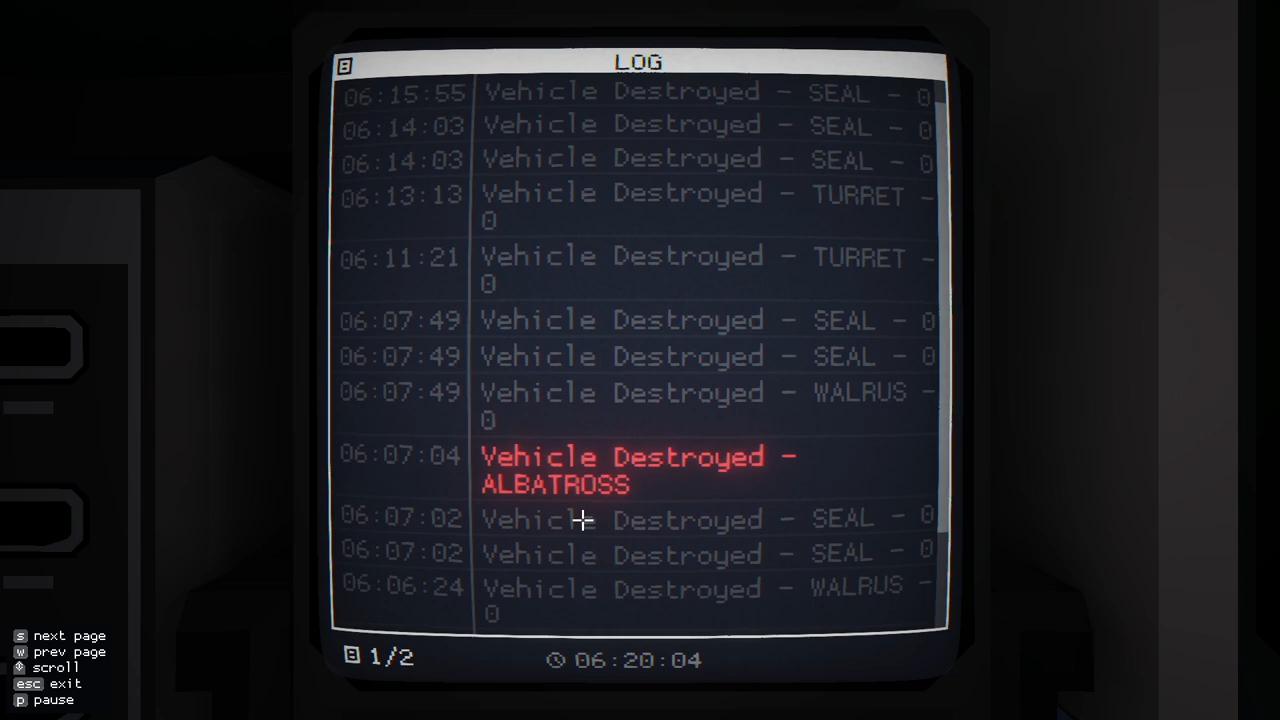 LOG
06:15:55 Vehicle Destroyed - SEAL - 0
06:14:03 Vehicle Destroyed - SEAL - 0
06:14:03 Vehicle Destroyed - SEAL - 0
06:13:13 Vehicle Destroyed - TURRET -
0
06:11:21 Vehicle Destroyed - TURRET -
0
06:07:49 Vehicle Destroyed - SEAL - 0
06:07:49 Vehicle Destroyed - SEAL - 0
06:07:49 Vehicle Destroyed - WALRUS -
0
06:07:04 Vehicle Destroyed -
ALBATROSS
06:07:02 Vehicle Destroyed - SEAL - 0
06:07:02 Vehicle Destroyed - SEAL - 0
06:06:24 Vehicle Destroyed - WALRUS -
0
1/2 06:20:04
s next page
w prev page
scroll
esc exit
p pause